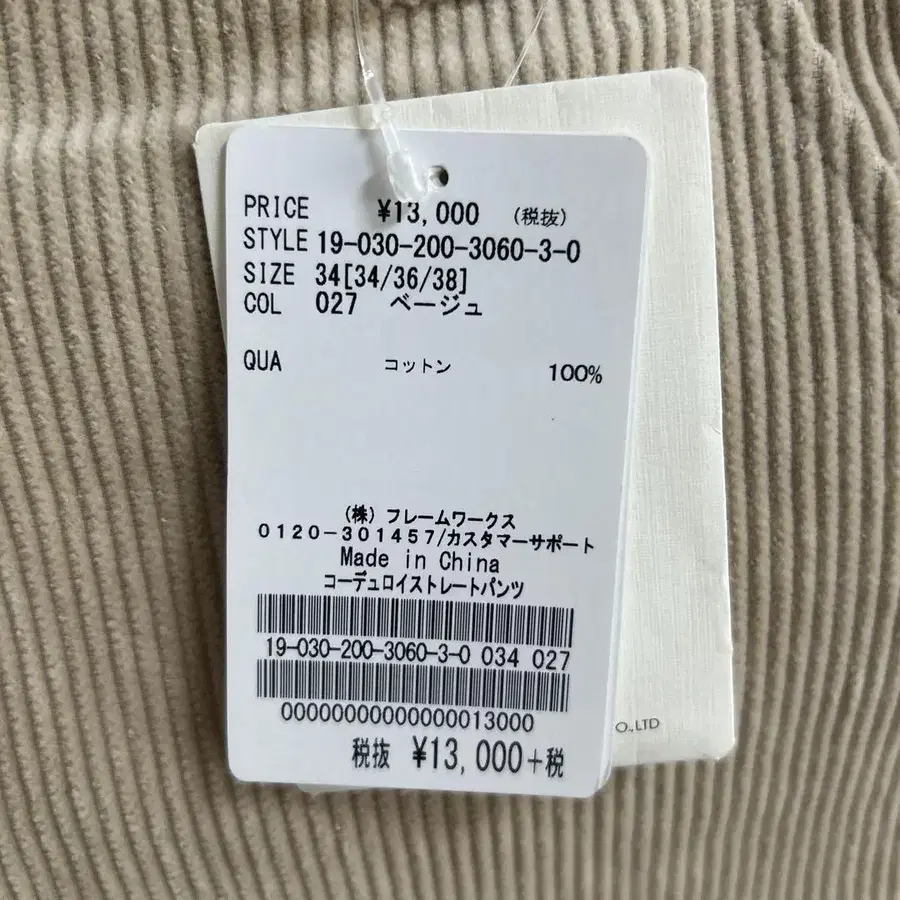 PRICE ¥13,000 (税抜)
STYLE 19-030-200-3060-3-0
SIZE 34[34/36/38]
COL 027 ベージュ
QUA コットン 100%
(株) フレームワークス
0120-301457/カスタマーサポート
Made in China
コーデュロイストレートパンツ
19-030-200-3060-3-0 034 027
00000000000000013000
税抜 ¥13,000+税
O.,LTD